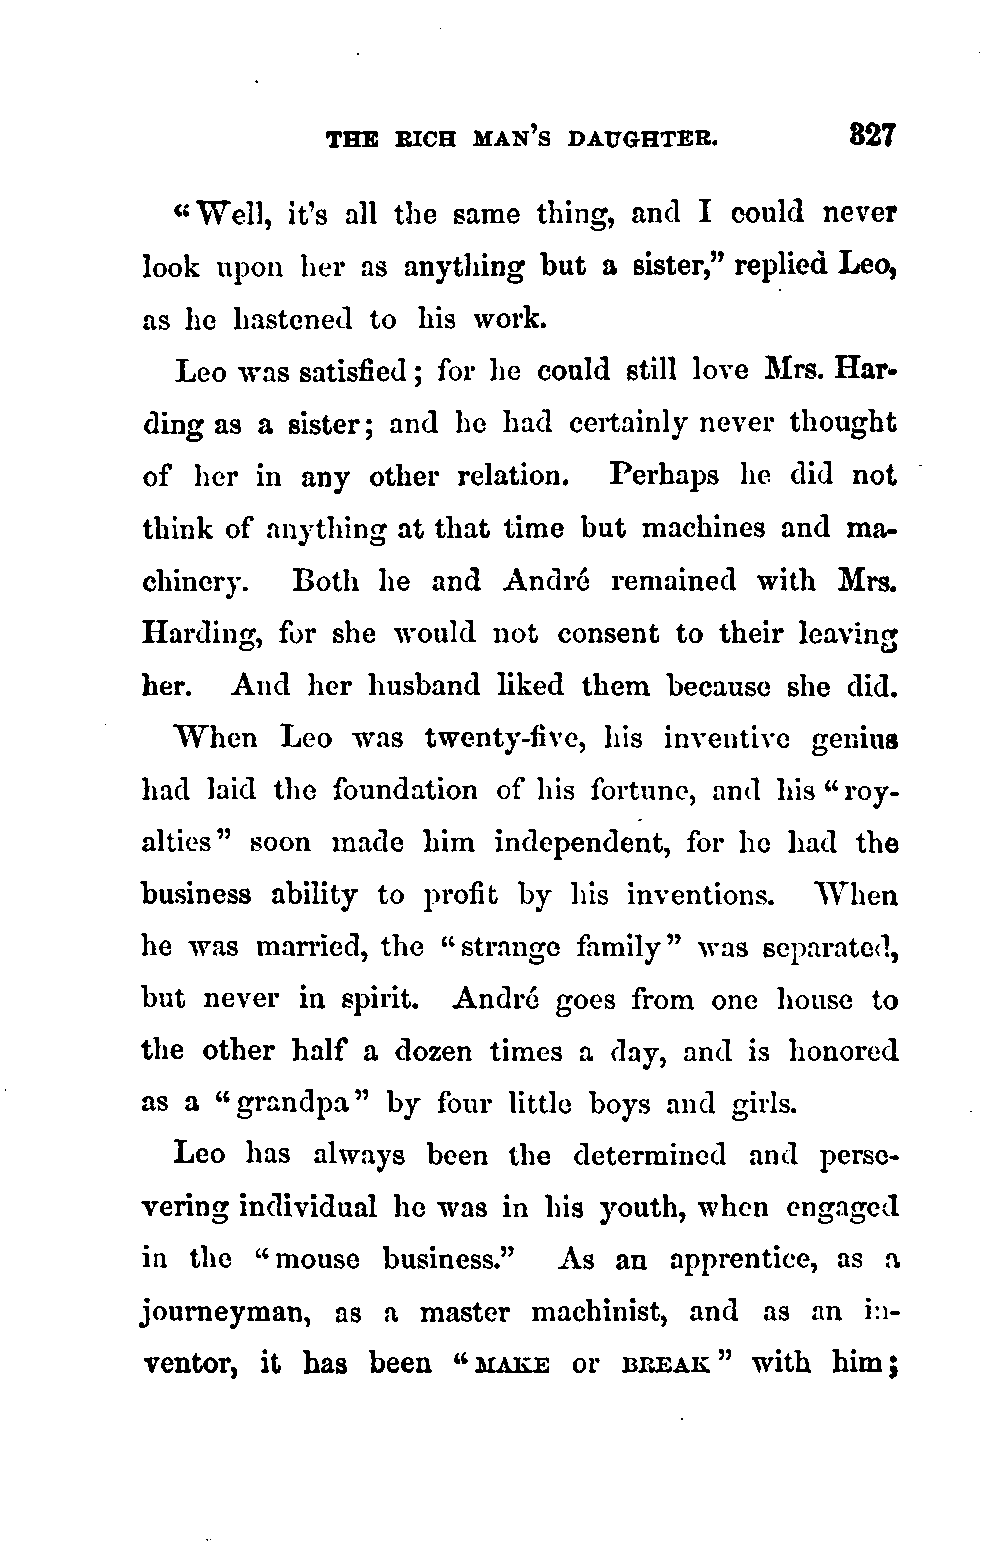 THE RICH MAN'S DAUGHTER. 327
"Well, it's all the same thing, and I could never
look upon her as anything but a sister," replied Leo,
as he hastened to his work.
Leo was satisfied; for he could still love Mrs. Har-
ding as a sister; and he had certainly never thought
of her in any other relation. Perhaps he did not
think of anything at that time but machines and ma-
chinery. Both he and André remained with Mrs.
Harding, for she would not consent to their leaving
her. And her husband liked them because she did.
When Leo was twenty-five, his inventive genius
had laid the foundation of his fortune, and his "roy-
alties" soon made him independent, for he had the
business ability to profit by his inventions. When
he was married, the "strange family" was separated,
but never in spirit. André goes from one house to
the other half a dozen times a day, and is honored
as a "grandpa" by four little boys and girls.
Leo has always been the determined and perse-
vering individual he was in his youth, when engaged
in the "mouse business." As an apprentice, as a
journeyman, as a master machinist, and as an in-
ventor, it has been "MAKE or BREAK" with him;